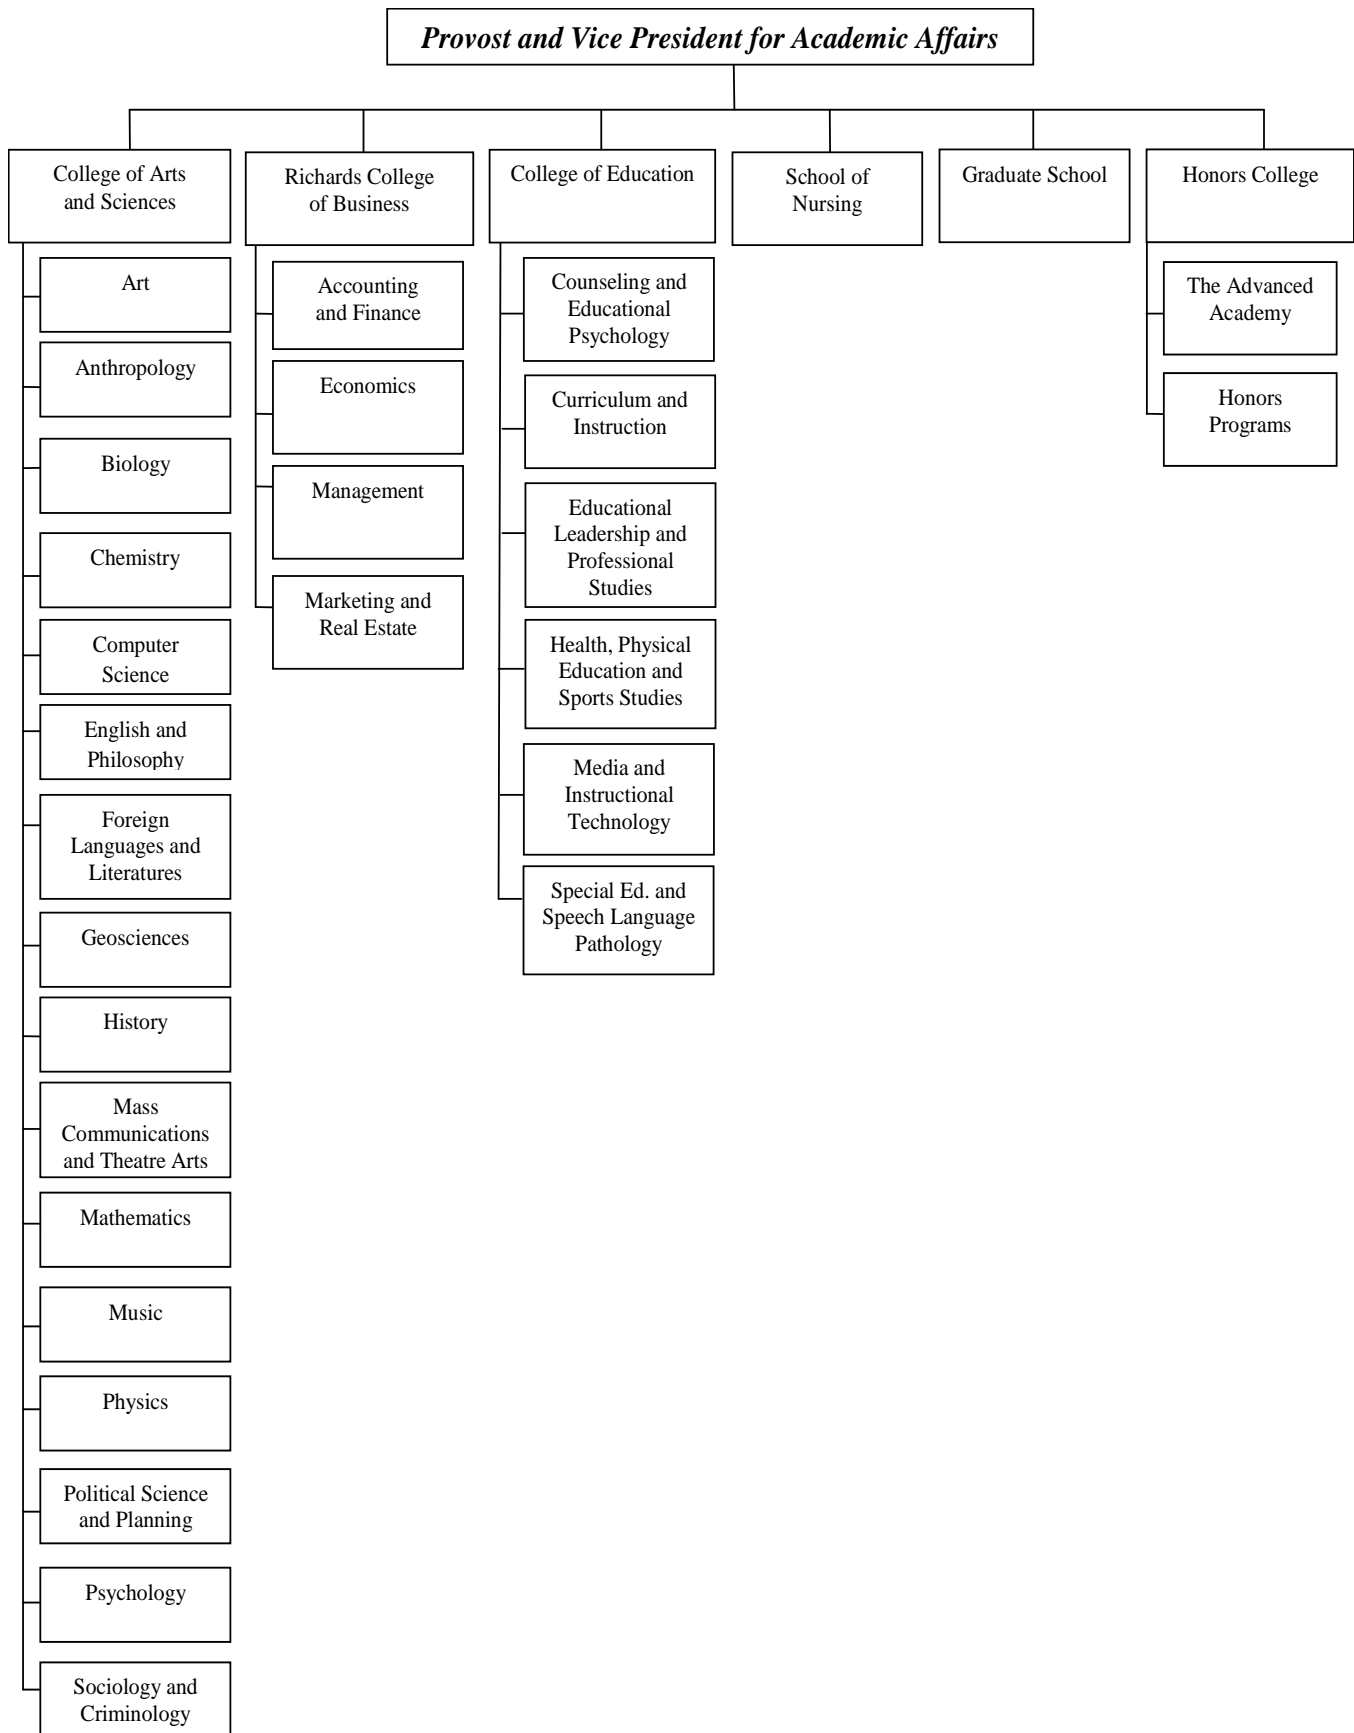 Provost and Vice President for Academic Affairs
College of Arts
and Sciences
Richards College
of Business
College of Education
School of
Nursing
Graduate School
Honors College
Art
Anthropology
Biology
Chemistry
Computer
Science
English and
Philosophy
Foreign
Languages and
Literatures
Geosciences
History
Mass
Communications
and Theatre Arts
Mathematics
Music
Physics
Political Science
and Planning
Psychology
Sociology and
Criminology
Accounting
and Finance
Economics
Management
Marketing and
Real Estate
Counseling and
Educational
Psychology
Curriculum and
Instruction
Educational
Leadership and
Professional
Studies
Health, Physical
Education and
Sports Studies
Media and
Instructional
Technology
Special Ed. and
Speech Language
Pathology
The Advanced
Academy
Honors
Programs